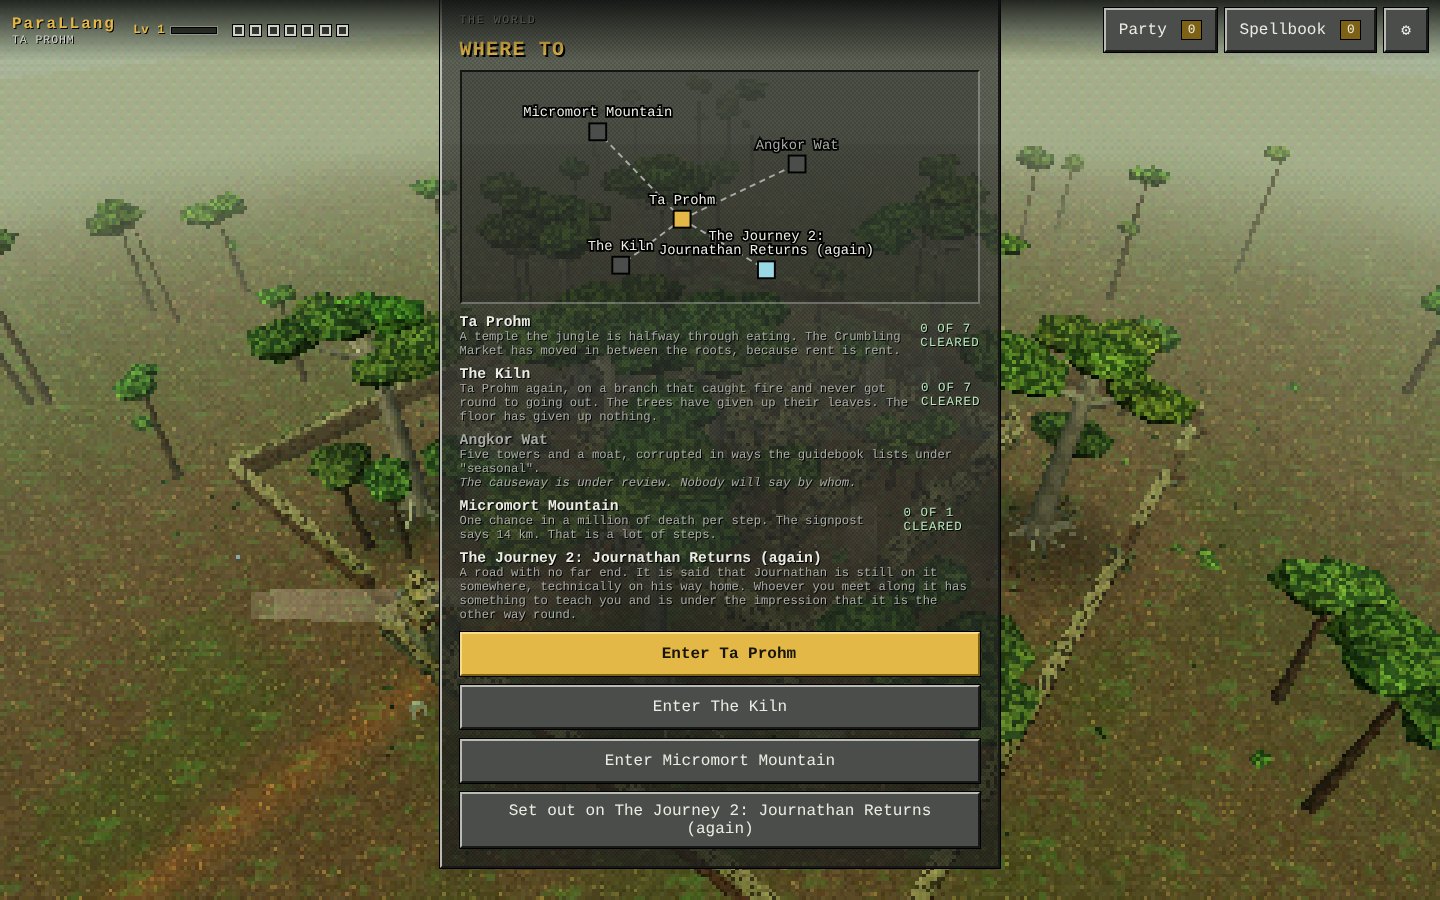 ParaLLang
TA PROHM
Lv 1
Party 0
Spellbook 0
⚙
THE WORLD
WHERE TO
Micromort Mountain
Angkor Wat
Ta Prohm
The Kiln
The Journey 2:
Journathan Returns (again)
Ta Prohm
A temple the jungle is halfway through eating. The Crumbling
Market has moved in between the roots, because rent is rent.
0 OF 7
CLEARED
The Kiln
Ta Prohm again, on a branch that caught fire and never got
round to going out. The trees have given up their leaves. The
floor has given up nothing.
0 OF 7
CLEARED
Angkor Wat
Five towers and a moat, corrupted in ways the guidebook lists under
"seasonal".
The causeway is under review. Nobody will say by whom.
Micromort Mountain
One chance in a million of death per step. The signpost
says 14 km. That is a lot of steps.
0 OF 1
CLEARED
The Journey 2: Journathan Returns (again)
A road with no far end. It is said that Journathan is still on it
somewhere, technically on his way home. Whoever you meet along it has
something to teach you and is under the impression that it is the
other way round.
Enter Ta Prohm
Enter The Kiln
Enter Micromort Mountain
Set out on The Journey 2: Journathan Returns
(again)